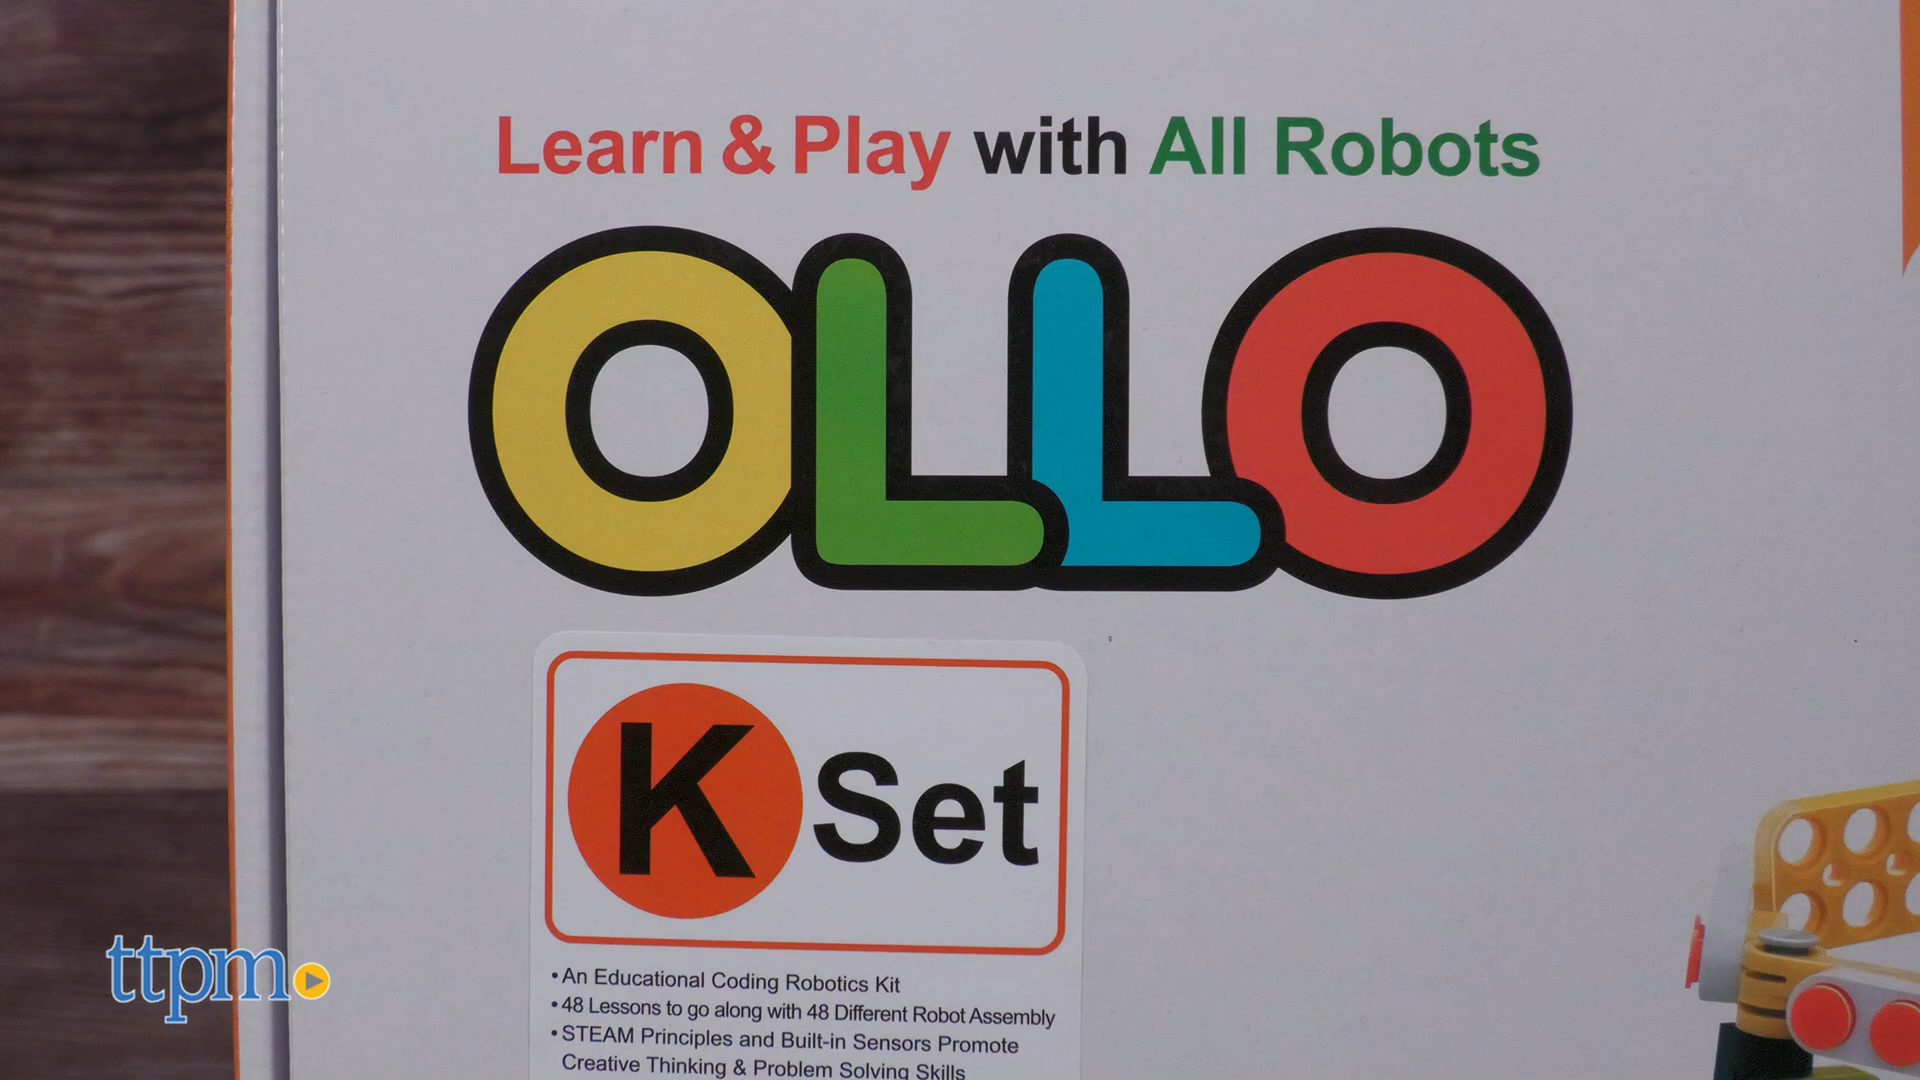 Learn & Play with All Robots
OLLO
K Set
• An Educational Coding Robotics Kit
• 48 Lessons to go along with 48 Different Robot Assembly
• STEAM Principles and Built-in Sensors Promote
Creative Thinking & Problem Solving Skills
ttpm